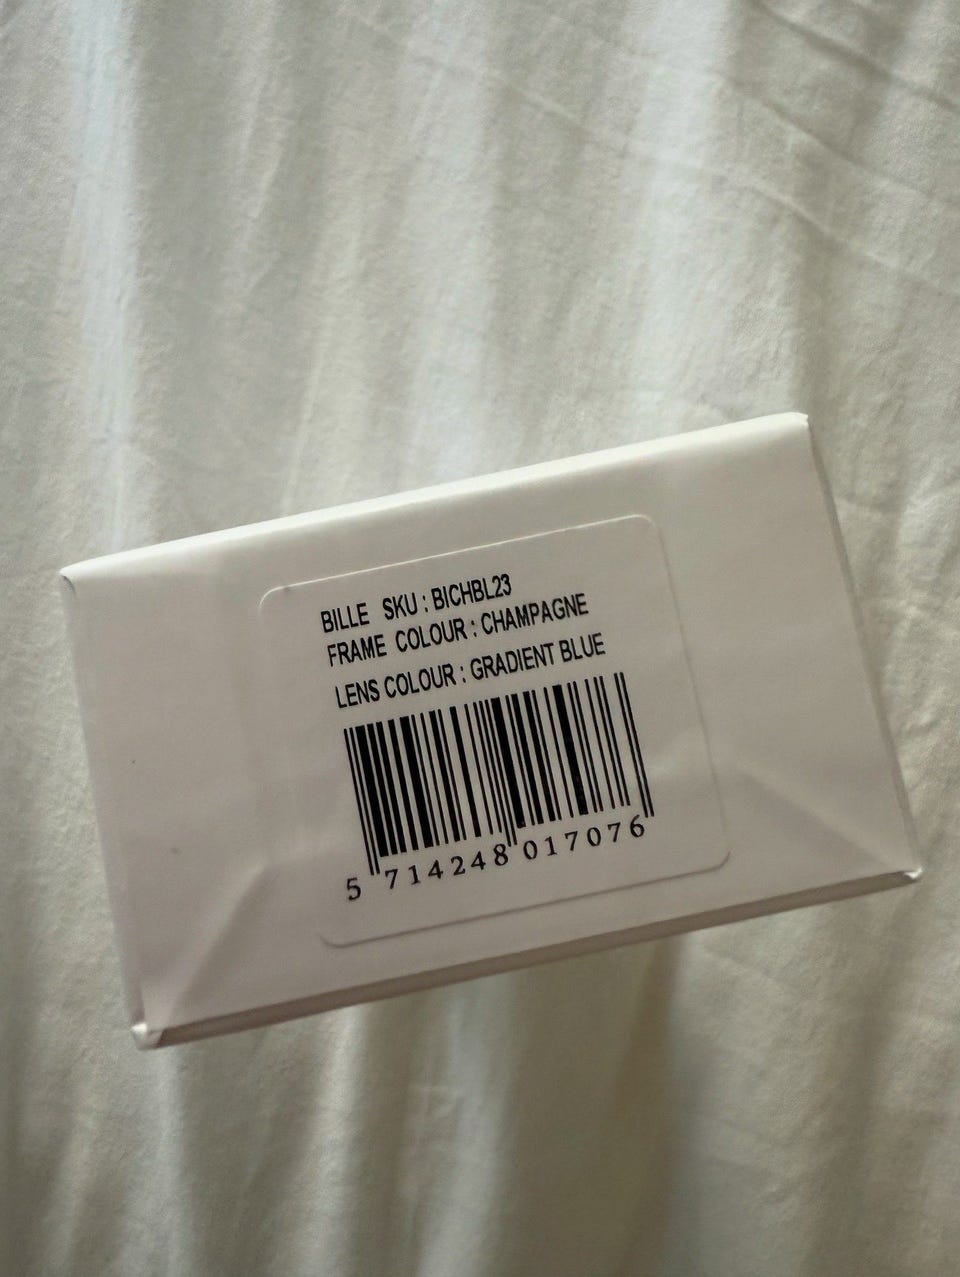 BILLE SKU : BICHBL23
FRAME COLOUR : CHAMPAGNE
LENS COLOUR : GRADIENT BLUE
5 714248 017076